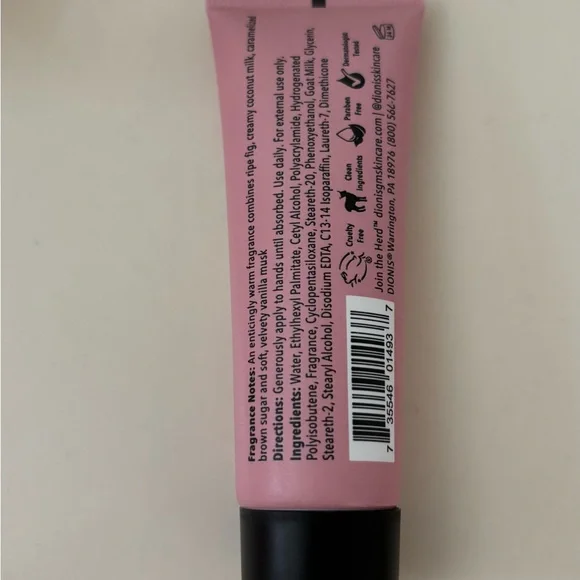 Fragrance Notes: An enticingly warm fragrance combines ripe fig, creamy coconut milk, caramelized
brown sugar and soft, velvety vanilla musk
Directions: Generously apply to hands until absorbed. Use daily. For external use only.
Ingredients: Water, Ethylhexyl Palmitate, Cetyl Alcohol, Polyacrylamide, Hydrogenated
Polyisobutene, Fragrance, Cyclopentasiloxane, Steareth-20, Phenoxyethanol, Goat Milk, Glycerin,
Steareth-2, Stearyl Alcohol, Disodium EDTA, C13-14 Isoparaffin, Laureth-7, Dimethicone
Cruelty
Free
Clean
Ingredients
Paraben
Free
Dermatologist
Tested
Join the Herd™ dionisgmskincare.com | @dionisskincare
DIONIS® Warrington, PA 18976 (800) 564-7627
7 35546 01493 7